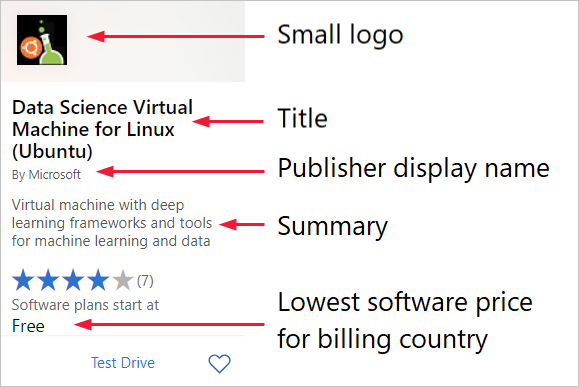 Small logo
Data Science Virtual
Machine for Linux
(Ubuntu)
Title
By Microsoft
Publisher display name
Virtual machine with deep
learning frameworks and tools
for machine learning and data
Summary
(7)
Software plans start at
Free
Lowest software price
for billing country
Test Drive